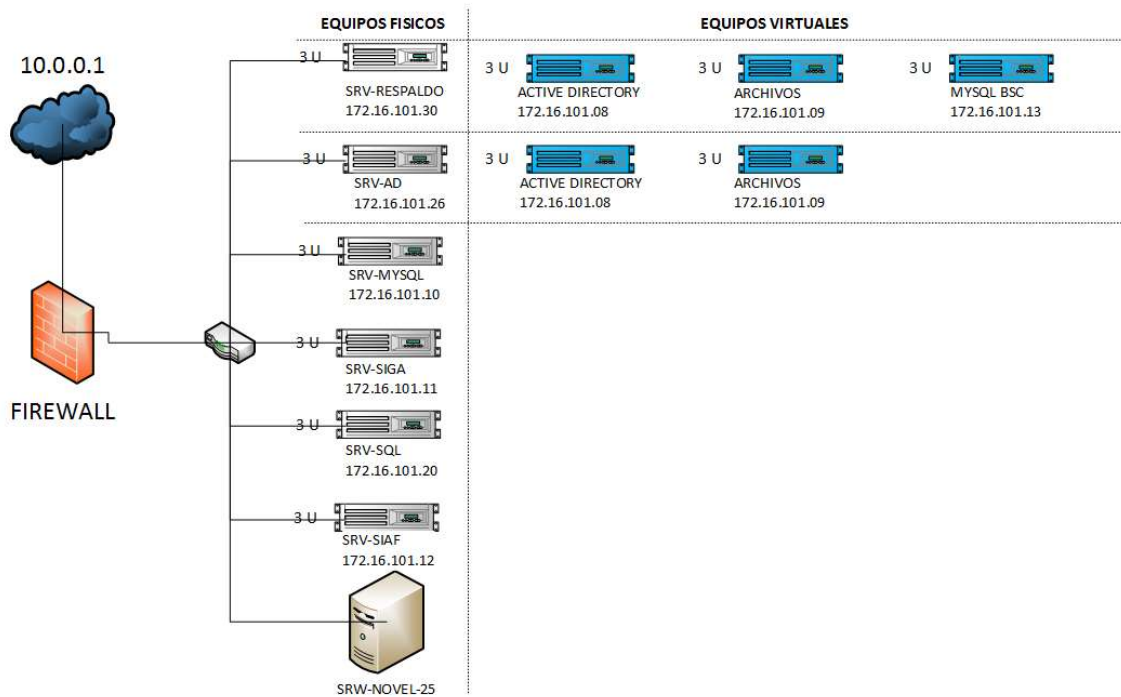 EQUIPOS FISICOS
EQUIPOS VIRTUALES
10.0.0.1
3 U
SRV-RESPALDO
172.16.101.30
3 U
ACTIVE DIRECTORY
172.16.101.08
3 U
ARCHIVOS
172.16.101.09
3 U
MYSQL BSC
172.16.101.13
3 U
SRV-AD
172.16.101.26
3 U
ACTIVE DIRECTORY
172.16.101.08
3 U
ARCHIVOS
172.16.101.09
3 U
SRV-MYSQL
172.16.101.10
FIREWALL
3 U
SRV-SIGA
172.16.101.11
3 U
SRV-SQL
172.16.101.20
3 U
SRV-SIAF
172.16.101.12
SRW-NOVEL-25